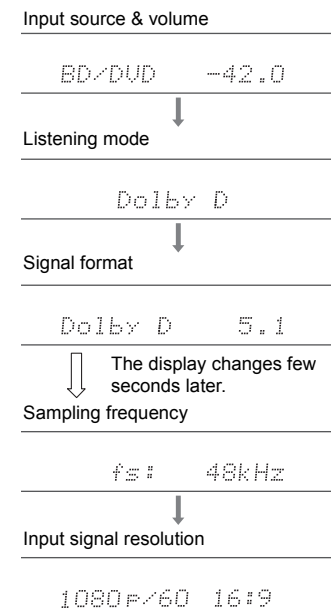 Input source & volume
BD/DVD -42.0
Listening mode
Dolby D
Signal format
Dolby D 5.1
The display changes few
seconds later.
Sampling frequency
fs: 48kHz
Input signal resolution
1080p/60 16:9